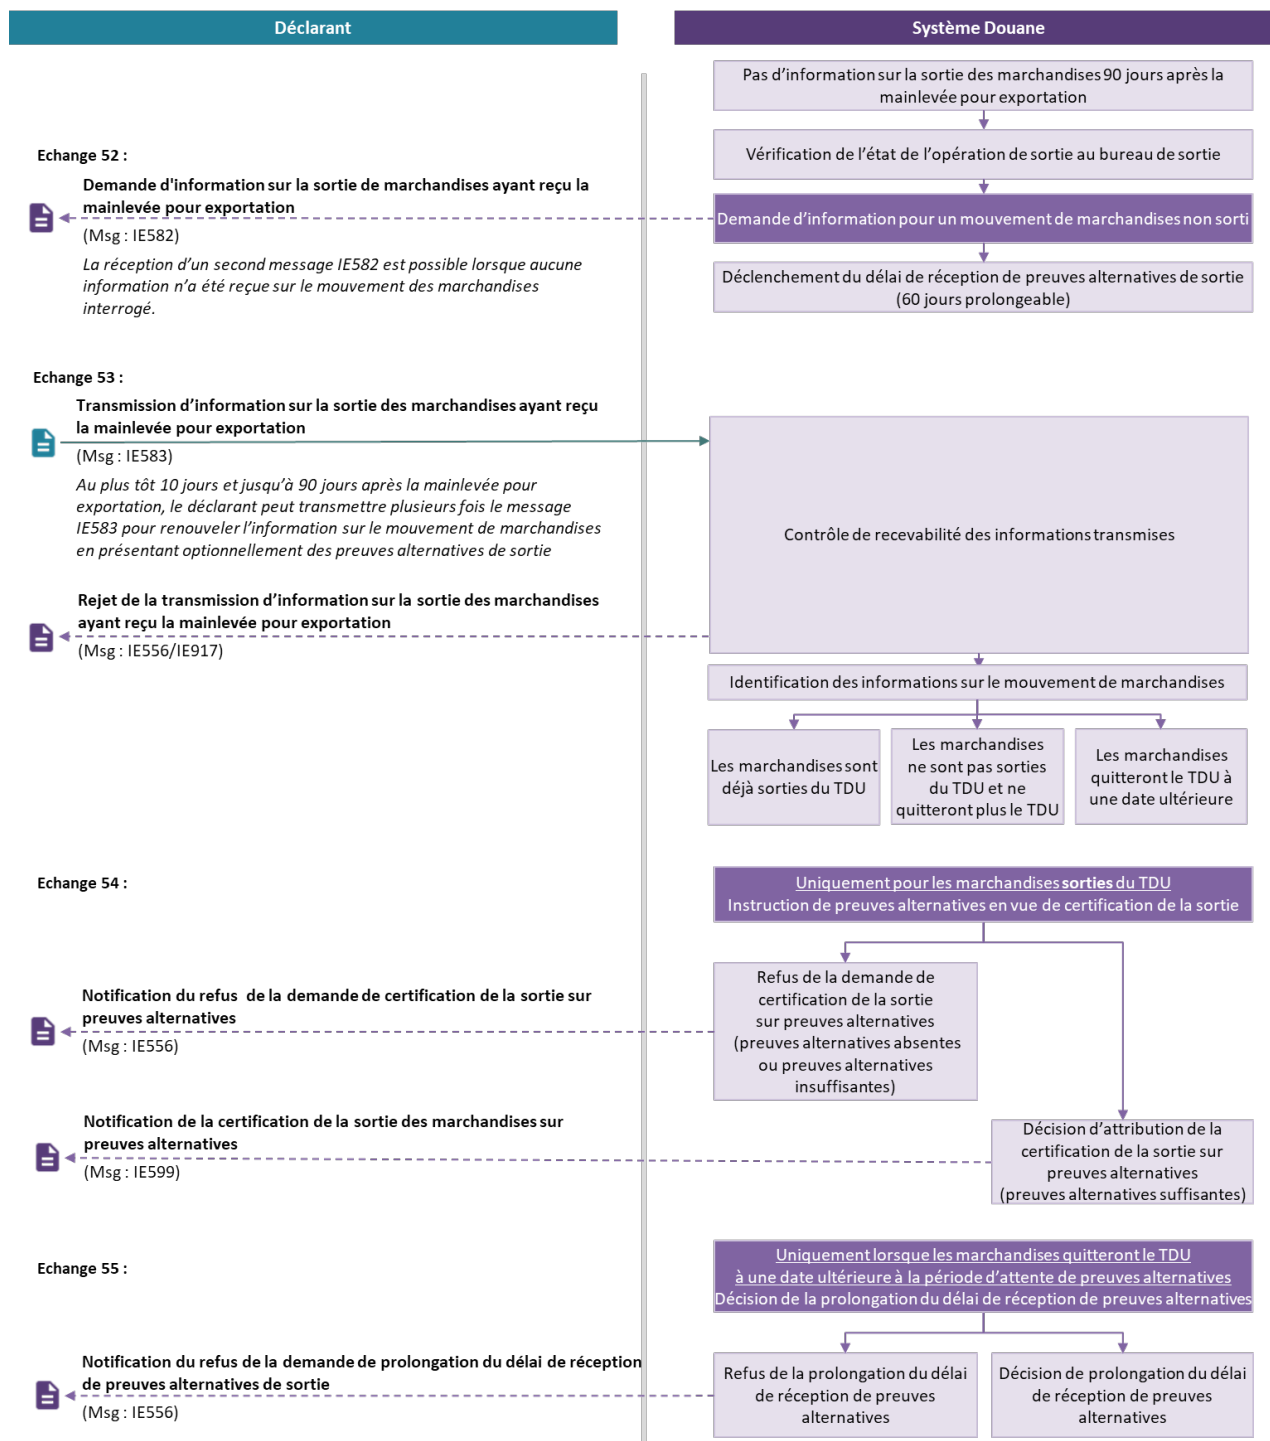 Déclarant
Système Douane
Pas d’information sur la sortie des marchandises 90 jours après la
mainlevée pour exportation
Vérification de l’état de l’opération de sortie au bureau de sortie
Echange 52 :
Demande d'information sur la sortie de marchandises ayant reçu la
mainlevée pour exportation
(Msg : IE582)
La réception d’un second message IE582 est possible lorsque aucune
information n’a été reçue sur le mouvement des marchandises
interrogé.
Demande d’information pour un mouvement de marchandises non sorti
Déclenchement du délai de réception de preuves alternatives de sortie
(60 jours prolongeable)
Echange 53 :
Transmission d’information sur la sortie des marchandises ayant reçu
la mainlevée pour exportation
(Msg : IE583)
Au plus tôt 10 jours et jusqu’à 90 jours après la mainlevée pour
exportation, le déclarant peut transmettre plusieurs fois le message
IE583 pour renouveler l’information sur le mouvement de marchandises
en présentant optionnellement des preuves alternatives de sortie
Contrôle de recevabilité des informations transmises
Rejet de la transmission d’information sur la sortie des marchandises
ayant reçu la mainlevée pour exportation
(Msg : IE556/IE917)
Identification des informations sur le mouvement de marchandises
Les marchandises sont
déjà sorties du TDU
Les marchandises
ne sont pas sorties
du TDU et ne
quitteront plus le TDU
Les marchandises
quitteront le TDU à
une date ultérieure
Echange 54 :
Uniquement pour les marchandises sorties du TDU
Instruction de preuves alternatives en vue de certification de la sortie
Notification du refus  de la demande de certification de la sortie sur
preuves alternatives
(Msg : IE556)
Refus de la demande de
certification de la sortie
sur preuves alternatives
(preuves alternatives absentes
ou preuves alternatives
insuffisantes)
Notification de la certification de la sortie des marchandises sur
preuves alternatives
(Msg : IE599)
Décision d’attribution de la
certification de la sortie sur
preuves alternatives
(preuves alternatives suffisantes)
Echange 55 :
Uniquement lorsque les marchandises quitteront le TDU
à une date ultérieure à la période d’attente de preuves alternatives
Décision de la prolongation du délai de réception de preuves alternatives
Notification du refus de la demande de prolongation du délai de réception
de preuves alternatives de sortie
(Msg : IE556)
Refus de la prolongation du délai
de réception de preuves
alternatives
Décision de prolongation du délai
de réception de preuves
alternatives